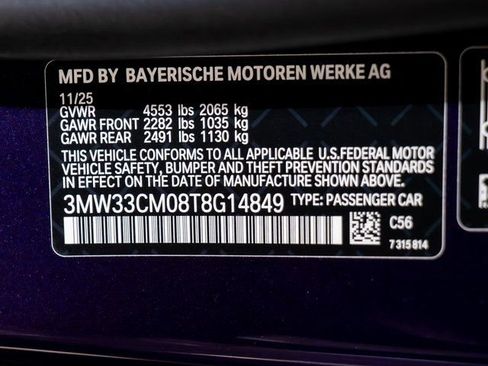 MFD BY BAYERISCHE MOTOREN WERKE AG
11/25
GVWR 4553 lbs 2065 kg
GAWR FRONT 2282 lbs 1035 kg
GAWR REAR 2491 lbs 1130 kg
THIS VEHICLE CONFORMS TO ALL APPLICABLE U.S.FEDERAL MOTOR
VEHICLE SAFETY, BUMPER AND THEFT PREVENTION STANDARDS
IN EFFECT ON THE DATE OF MANUFACTURE SHOWN ABOVE.
3MW33CM08T8G14849 TYPE: PASSENGER CAR
C56
7 315 814